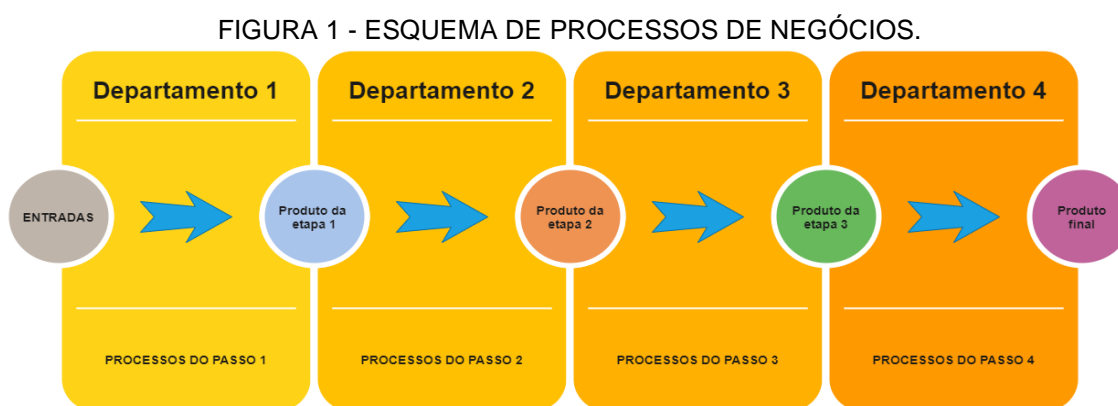 FIGURA 1 - ESQUEMA DE PROCESSOS DE NEGÓCIOS.
Departamento 1
Departamento 2
Departamento 3
Departamento 4
ENTRADAS
Produto da
etapa 1
Produto da
etapa 2
Produto da
etapa 3
Produto
final
PROCESSOS DO PASSO 1
PROCESSOS DO PASSO 2
PROCESSOS DO PASSO 3
PROCESSOS DO PASSO 4